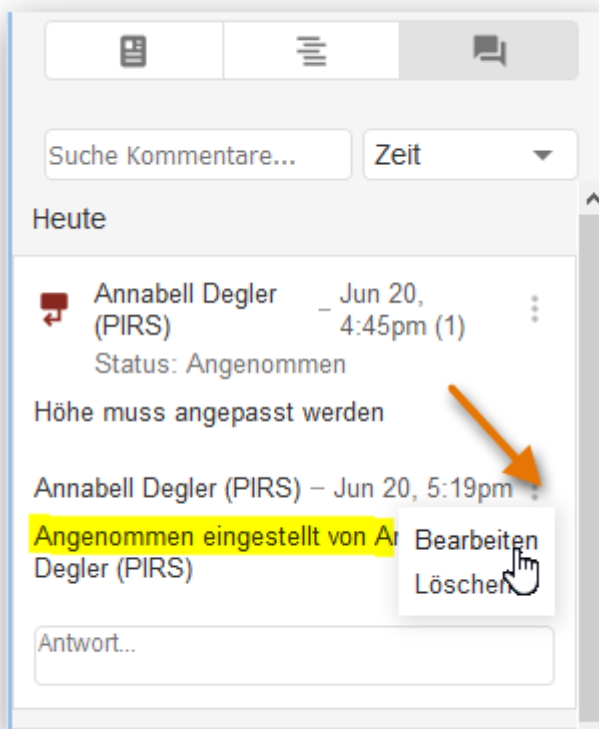 Suche Kommentare... Zeit
Heute
Annabell Degler – Jun 20,
(PIRS) 4:45pm (1)
Status: Angenommen
Höhe muss angepasst werden
Annabell Degler (PIRS) – Jun 20, 5:19pm
Angenommen eingestellt von
Bearbeiten
Degler (PIRS)
Löschen
Antwort...